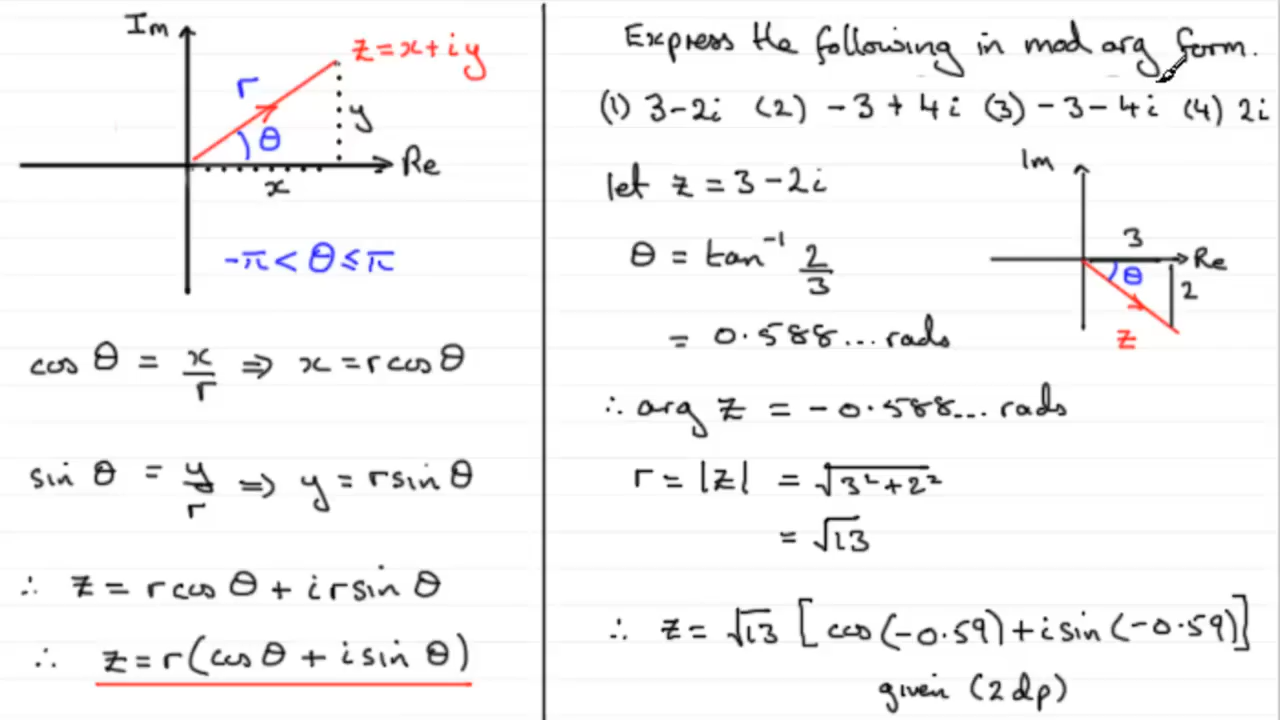 Im
z=x+iy
r
y
θ
Re
x
-π < θ ≤ π
cos θ = x/r ⇒ x = r cos θ
sin θ = y/r ⇒ y = r sin θ
∴ z = r cos θ + i r sin θ
∴ z = r(cos θ + i sin θ)
Express the following in mod arg form.
(1) 3-2i (2) -3+4i (3) -3-4i (4) 2i
let z = 3-2i
θ = tan⁻¹ 2/3
= 0.588... rads
∴ arg z = -0.588... rads
r = |z| = √3²+2²
= √13
∴ z = √13 [cos(-0.59)+i sin(-0.59)]
given (2dp)
Im
3
Re
θ
2
z